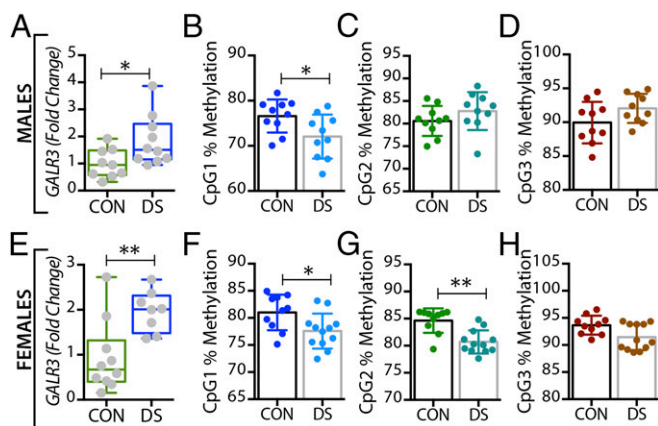 A B C D
MALES
GALR3 (Fold Change)
5
4
3
2
1
0
CON DS
*
CpG1 % Methylation
90
80
70
60
CON DS
*
CpG2 % Methylation
95
90
85
80
75
70
65
CON DS
CpG3 % Methylation
100
95
90
85
80
CON DS
E F G H
FEMALES
GALR3 (Fold Change)
3
2
1
0
CON DS
**
CpG1 % Methylation
90
85
80
75
70
65
CON DS
*
CpG2 % Methylation
95
90
85
80
75
70
CON DS
**
CpG3 % Methylation
105
100
95
90
85
80
CON DS